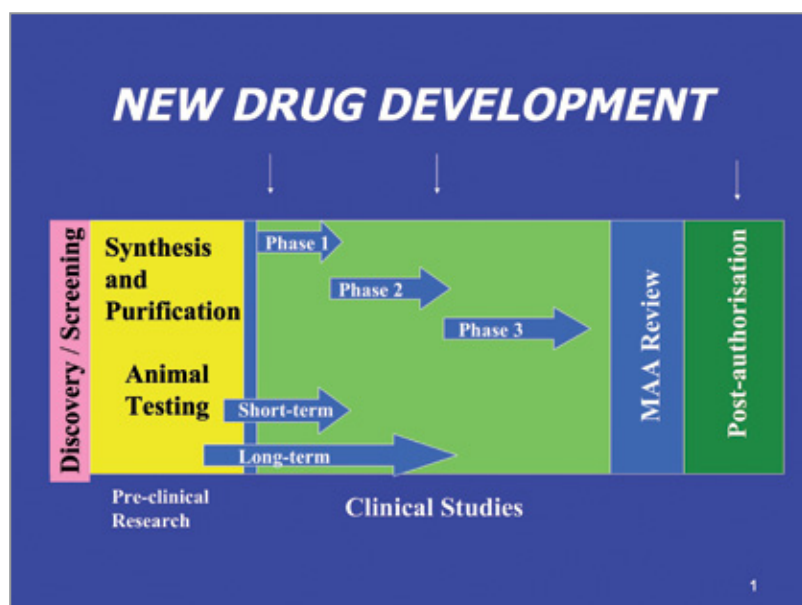 NEW DRUG DEVELOPMENT
Discovery / Screening
Synthesis
and
Purification
Animal
Testing
Phase 1
Phase 2
Phase 3
Short-term
Long-term
MAA Review
Post-authorisation
Pre-clinical
Research
Clinical Studies
1